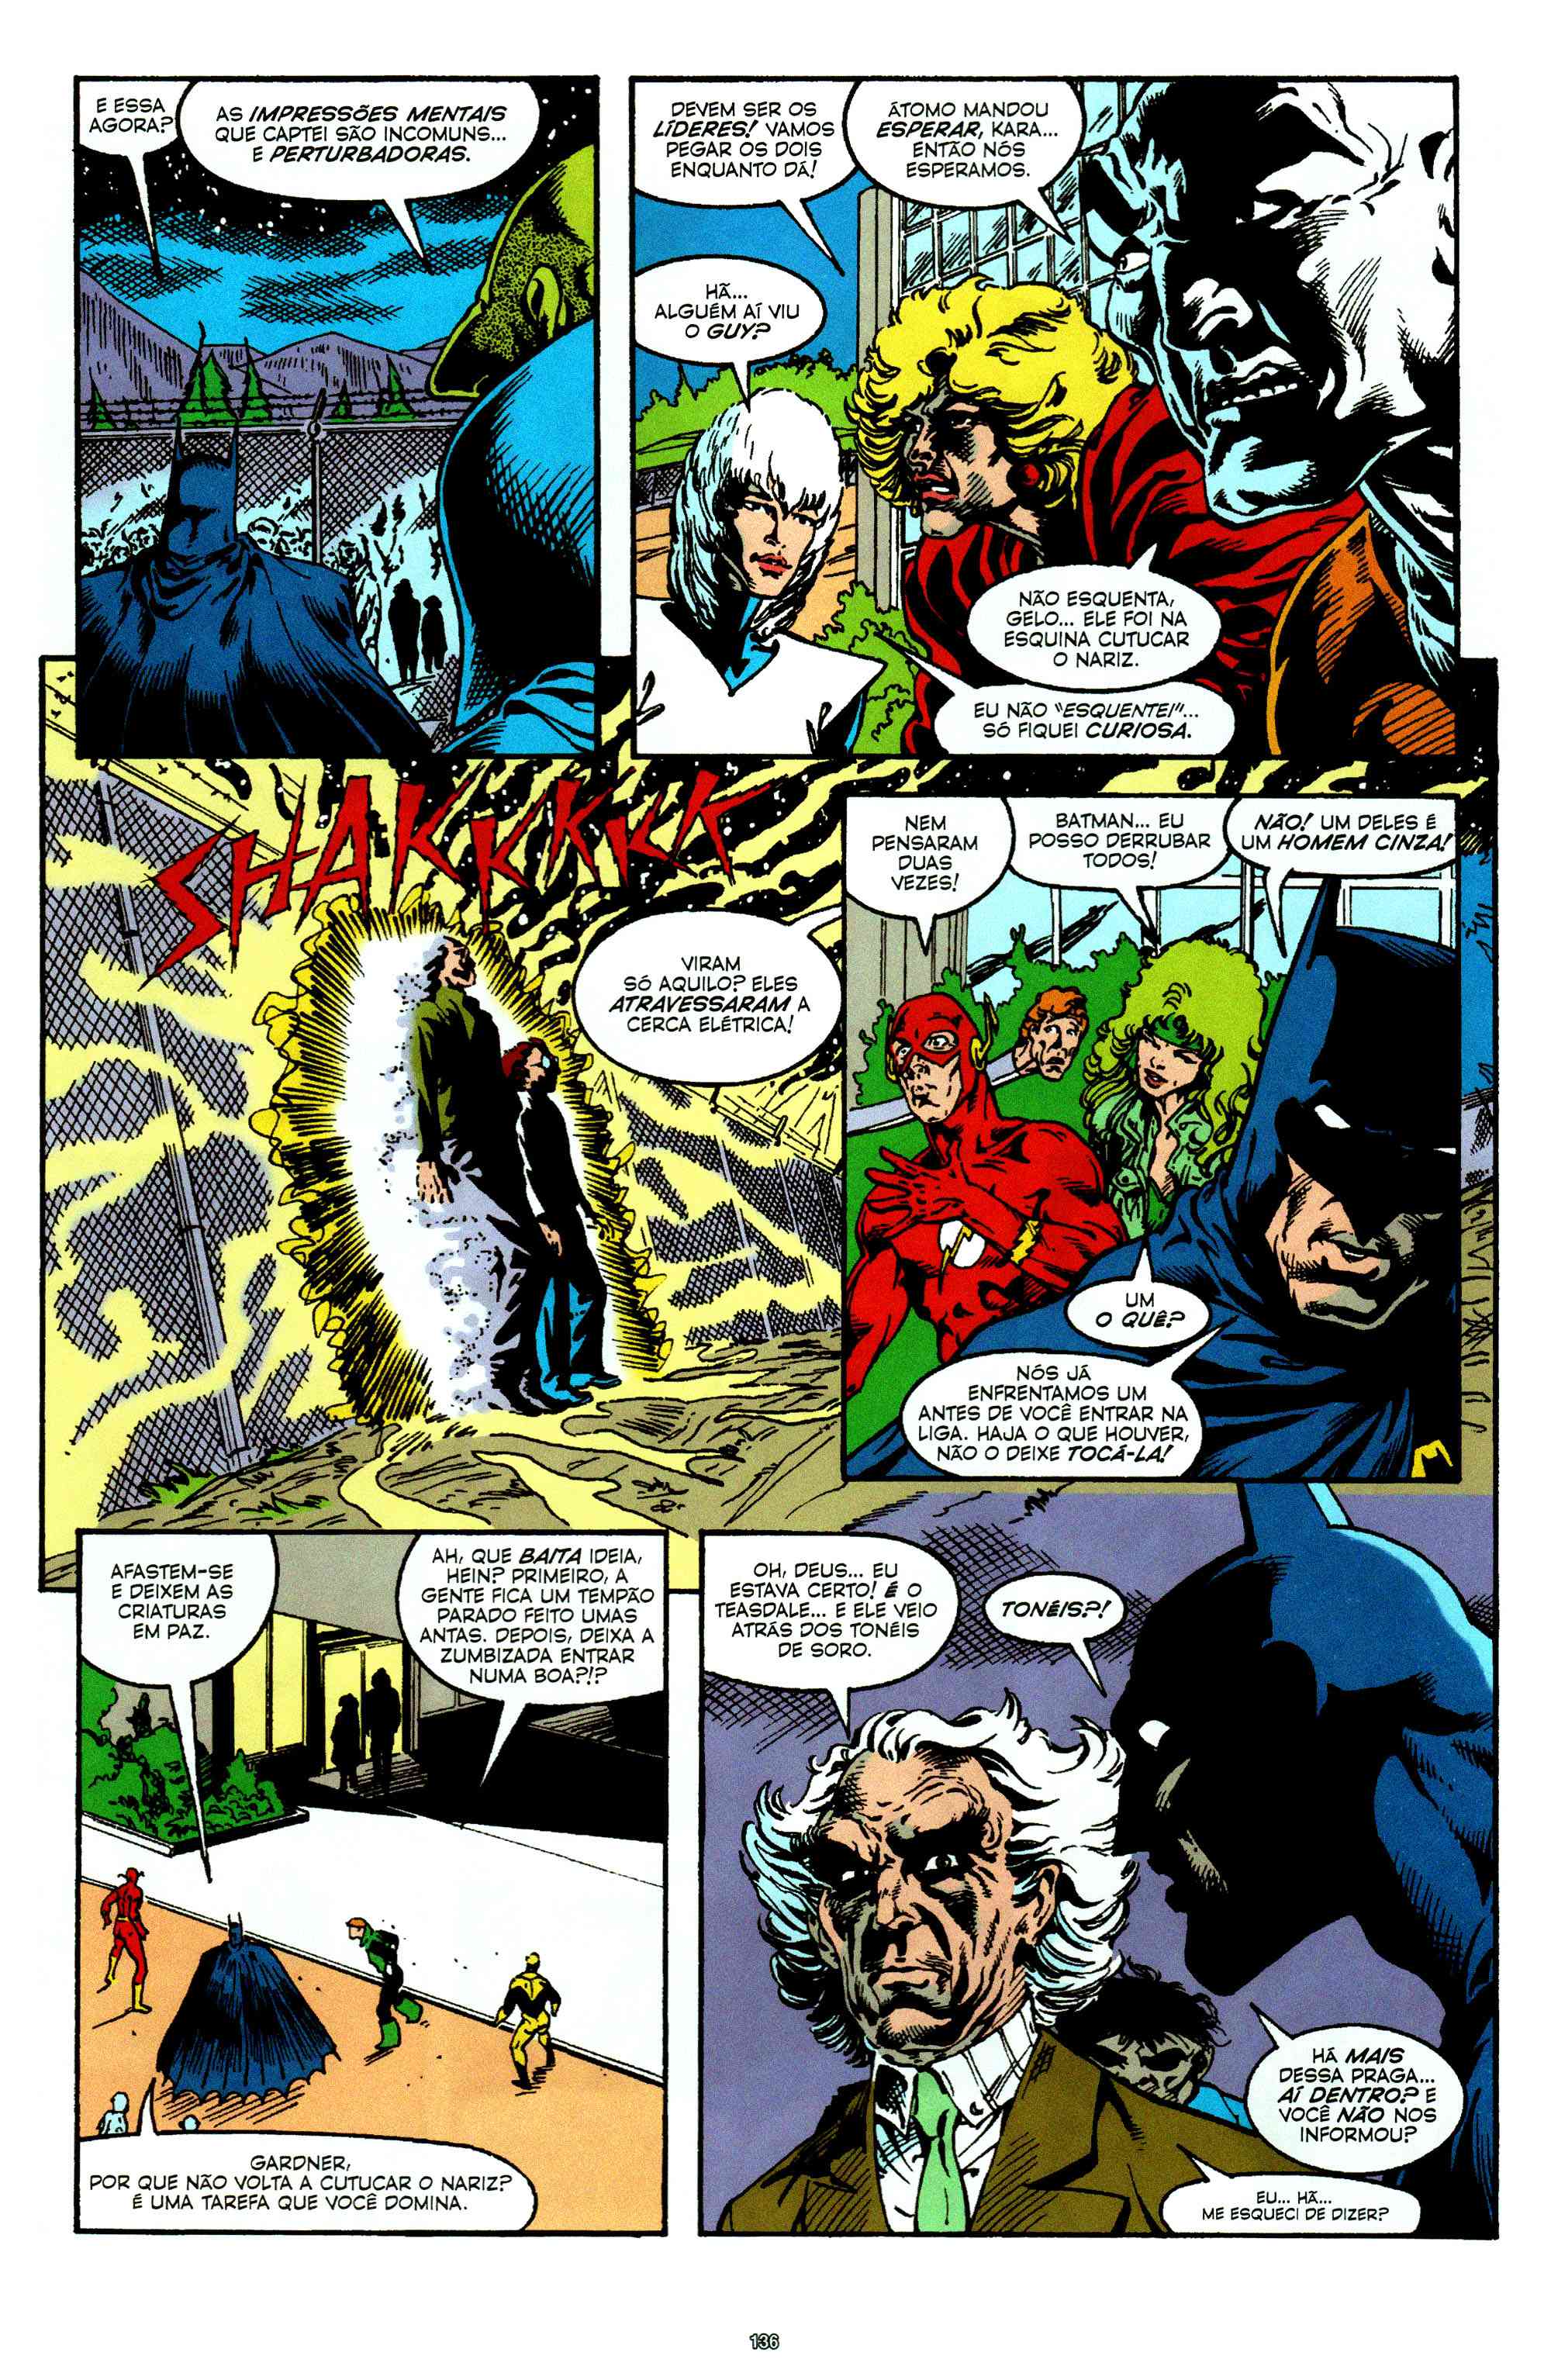 E ESSA
AGORA?
AS IMPRESSÕES MENTAIS
QUE CAPTEI SÃO INCOMUNS...
E PERTURBADORAS.
DEVEM SER OS
LÍDERES! VAMOS
PEGAR OS DOIS
ENQUANTO DÁ!
ÁTOMO MANDOU
ESPERAR, KARA...
ENTÃO NÓS
ESPERAMOS.
HÃ...
ALGUÉM AÍ VIU
O GUY?
NÃO ESQUENTA,
GELO... ELE FOI NA
ESQUINA CUTUCAR
O NARIZ.
EU NÃO "ESQUENTEI"...
SÓ FIQUEI CURIOSA.
SHAKKKKKK
VIRAM
SÓ AQUILO? ELES
ATRAVESSARAM A
CERCA ELÉTRICA!
NEM
PENSARAM
DUAS
VEZES!
BATMAN... EU
POSSO DERRUBAR
TODOS!
NÃO! UM DELES É
UM HOMEM CINZA!
UM
O QUÊ?
NÓS JÁ
ENFRENTAMOS UM
ANTES DE VOCÊ ENTRAR NA
LIGA. HAJA O QUE HOUVER,
NÃO O DEIXE TOCÁ-LA!
AFASTEM-SE
E DEIXEM AS
CRIATURAS
EM PAZ.
AH, QUE BAITA IDEIA,
HEIN? PRIMEIRO, A
GENTE FICA UM TEMPÃO
PARADO FEITO UMAS
ANTAS. DEPOIS, DEIXA A
ZUMBIZADA ENTRAR
NUMA BOA?!?
GARDNER,
POR QUE NÃO VOLTA A CUTUCAR O NARIZ?
É UMA TAREFA QUE VOCÊ DOMINA.
OH, DEUS... EU
ESTAVA CERTO! É O
TEASDALE... E ELE VEIO
ATRÁS DOS TONÉIS
DE SORO.
TONÉIS?!
HÁ MAIS
DESSA PRAGA...
AÍ DENTRO? E
VOCÊ NÃO NOS
INFORMOU?
EU... HÃ...
ME ESQUECI DE DIZER?
136